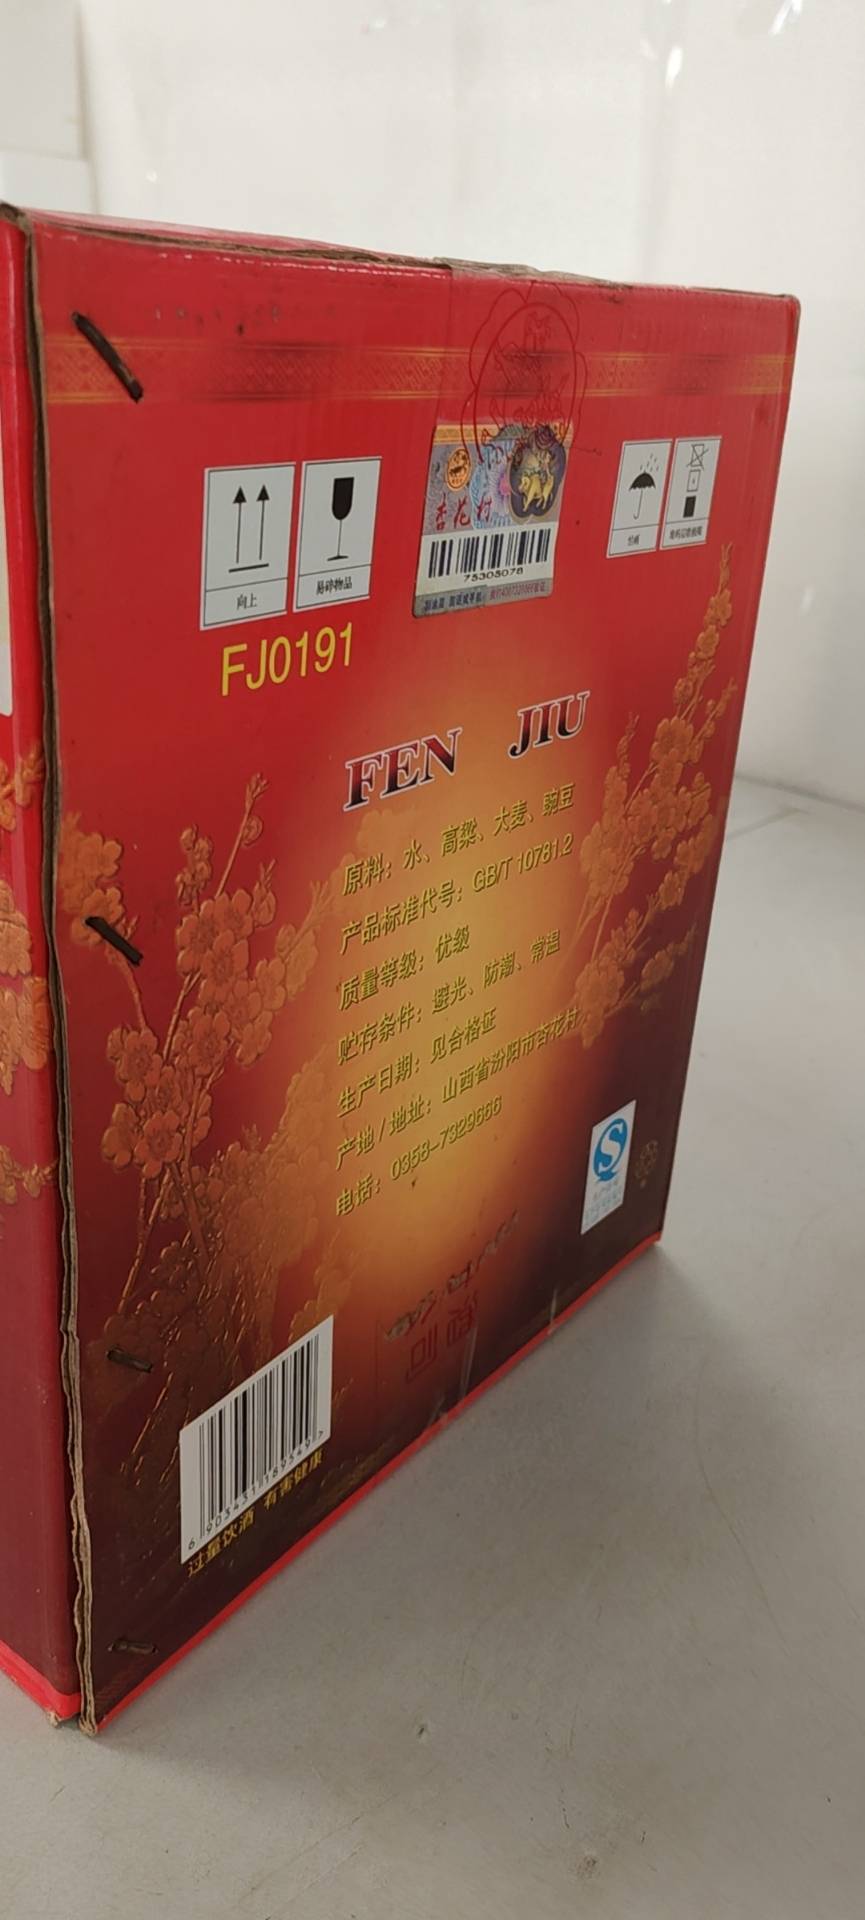 杏花村
75305078
向上
易碎物品
怕雨
FJ0191
FEN JIU
原料：水、高粱、大麦、豌豆
产品标准代号：GB/T 10781.2
质量等级：优级
贮存条件：避光、防潮、常温
生产日期：见合格证
产地/地址：山西省汾阳市杏花村
电话：0358-7329666
过量饮酒 有害健康